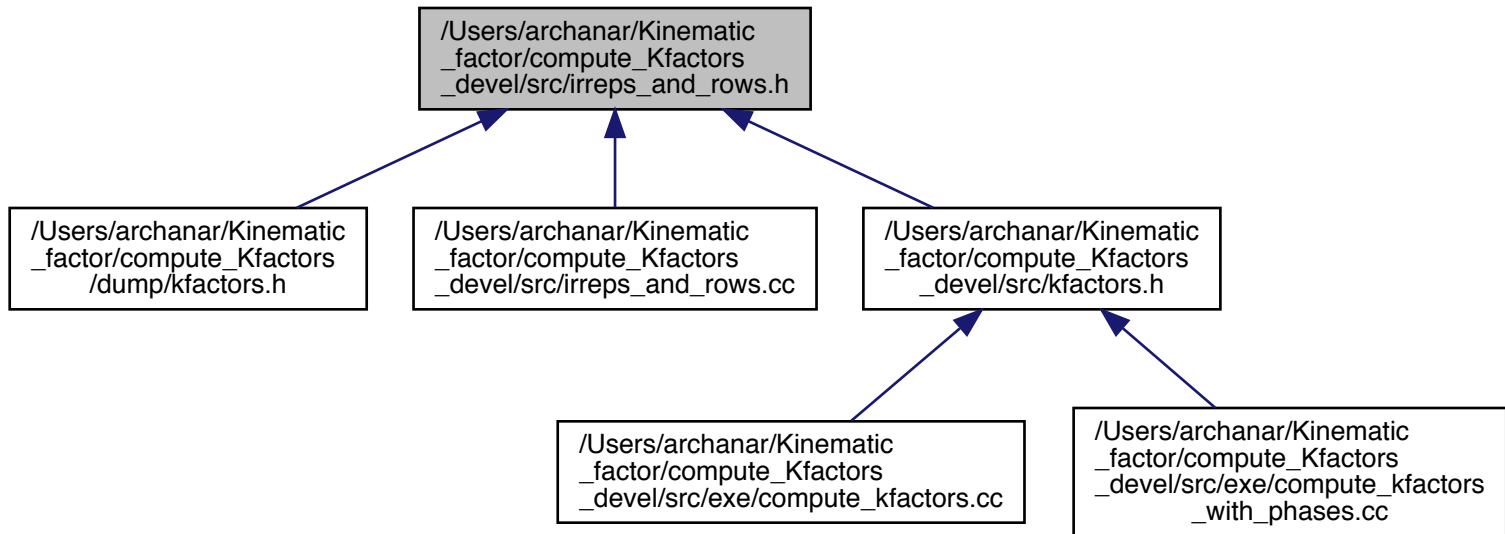 /Users/archanar/Kinematic
_factor/compute_Kfactors
_devel/src/irreps_and_rows.h
/Users/archanar/Kinematic
_factor/compute_Kfactors
/dump/kfactors.h
/Users/archanar/Kinematic
_factor/compute_Kfactors
_devel/src/irreps_and_rows.cc
/Users/archanar/Kinematic
_factor/compute_Kfactors
_devel/src/kfactors.h
/Users/archanar/Kinematic
_factor/compute_Kfactors
_devel/src/exe/compute_kfactors.cc
/Users/archanar/Kinematic
_factor/compute_Kfactors
_devel/src/exe/compute_kfactors
_with_phases.cc